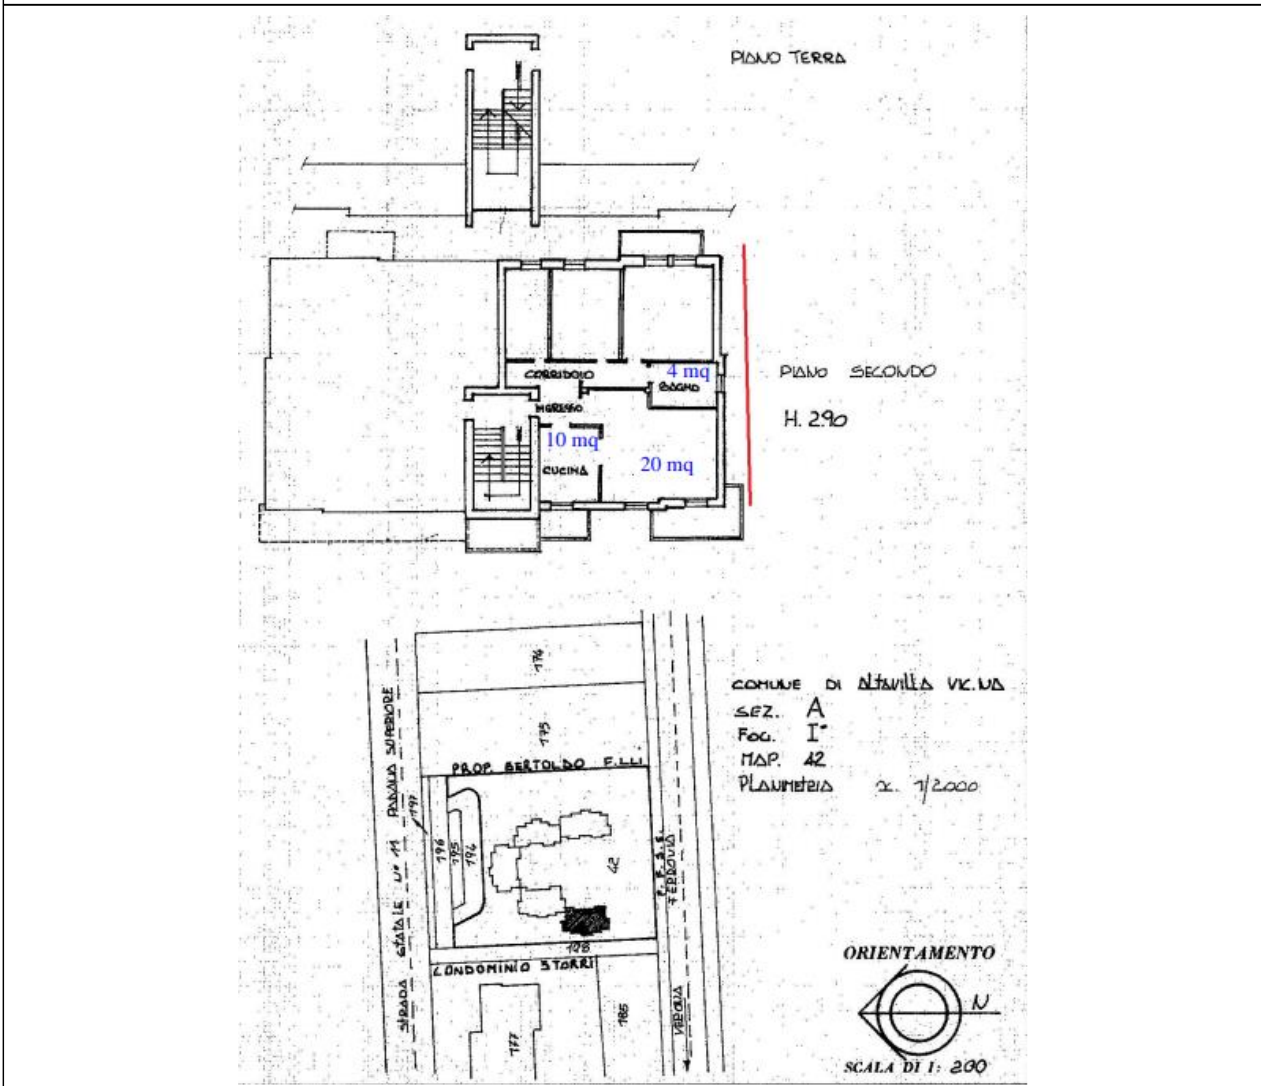 PIANO TERRA
CORRIDOIO
4 mq
BAGNO
PIANO SECONDO
INGRESSO
H. 2.90
10 mq
CUCINA
20 mq
176
175
PROP. BERTOLDO F.LLI
STRADA STATALE N° 11 PADANA SUPERIORE
197
196
195
194
42
F.F.S.S.
FERROVIA
198
CONDOMINIO STORRI
177
185
VERONA
COMUNE DI ALTAVILLA VIC.NA
SEZ. A
FOG. I°
MAP. 42
PLANIMETRIA 1/2000
ORIENTAMENTO
N
SCALA DI 1: 200